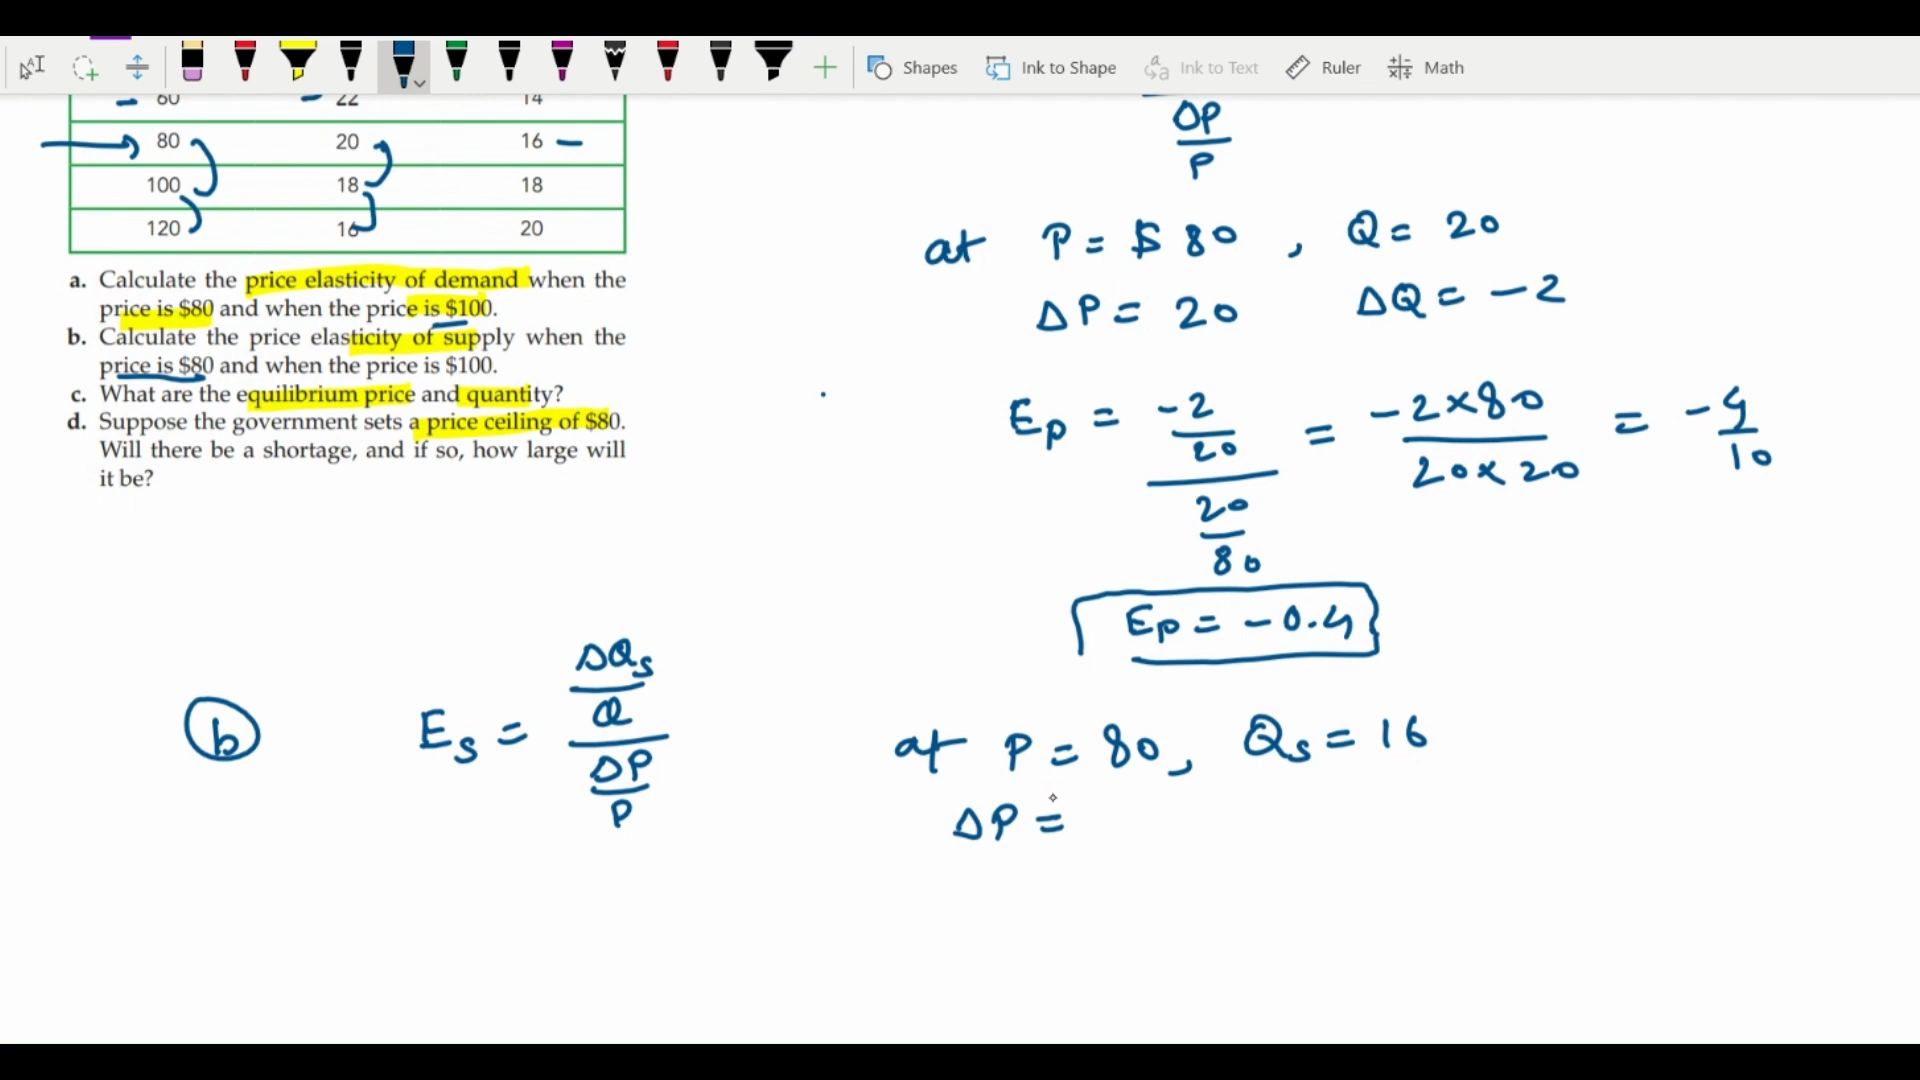 Shapes Ink to Shape Ink to Text Ruler Math
60 22 14
80 20 16
100 18 18
120 16 20
a. Calculate the price elasticity of demand when the
price is $80 and when the price is $100.
b. Calculate the price elasticity of supply when the
price is $80 and when the price is $100.
c. What are the equilibrium price and quantity?
d. Suppose the government sets a price ceiling of $80.
Will there be a shortage, and if so, how large will
it be?
ΔP
P
at P = $ 80 , Q = 20
ΔP = 20 ΔQ = -2
Ep = -2/20 / 20/80 = -2×80 / 20×20 = -4/10
Ep = -0.4
b Es = ΔQs/Q / ΔP/P
at P = 80, Qs = 16
ΔP =